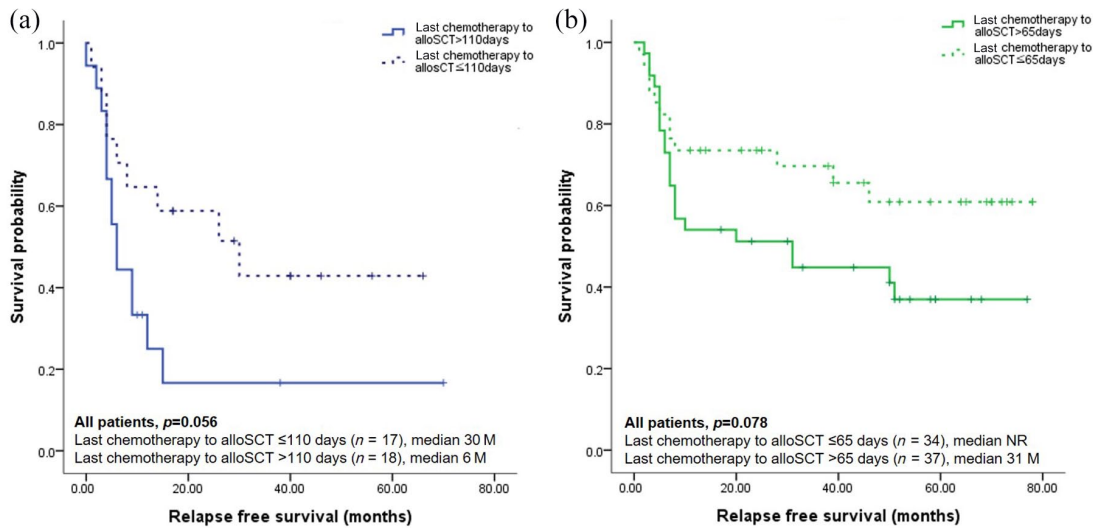 (a)
Last chemotherapy to
alloSCT>110days
Last chemotherapy to
allosCT≤110days
1.0
0.8
0.6
0.4
0.2
0.0
Survival probability
All patients, p=0.056
Last chemotherapy to alloSCT ≤110 days (n = 17), median 30 M
Last chemotherapy to alloSCT >110 days (n = 18), median 6 M
0.00 20.00 40.00 60.00 80.00
Relapse free survival (months)
(b)
Last chemotherapy to
alloSCT>65days
Last chemotherapy to
alloSCT≤65days
1.0
0.8
0.6
0.4
0.2
0.0
Survival probability
All patients, p=0.078
Last chemotherapy to alloSCT ≤65 days (n = 34), median NR
Last chemotherapy to alloSCT >65 days (n = 37), median 31 M
0.00 20.00 40.00 60.00 80.00
Relapse free survival (months)